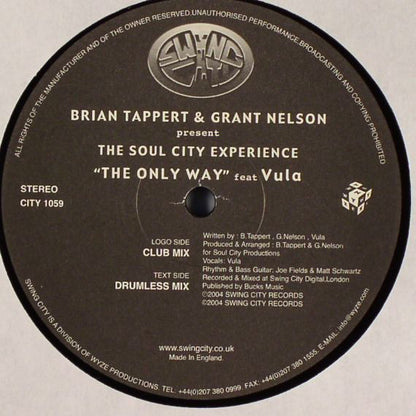 ALL RIGHTS OF THE MANUFACTURER AND OF THE OWNER RESERVED. UNAUTHORISED PERFORMANCE, BROADCASTING AND COPYING PROHIBITED
SWING CITY
BRIAN TAPPERT & GRANT NELSON
present
THE SOUL CITY EXPERIENCE
"THE ONLY WAY" feat Vula
STEREO
CITY 1059
LOGO SIDE
CLUB MIX
TEXT SIDE
DRUMLESS MIX
Written by : B.Tappert , G.Nelson , Vula
Produced & Arranged : B.Tappert & G.Nelson
for Soul City Productions
Vocals: Vula
Rhythm & Bass Guitar: Joe Fields & Matt Schwartz
Recorded & Mixed at Swing City Digital.London
Published by Bucks Music
℗2004 SWING CITY RECORDS
©2004 SWING CITY RECORDS
www.swingcity.co.uk
Made In England
SWING CITY IS A DIVISION OF WYZE PRODUCTIONS. TEL. +44(0)207 380 0999. FAX: +44(0)207 380 1555. E-MAIL: info@wyze.com